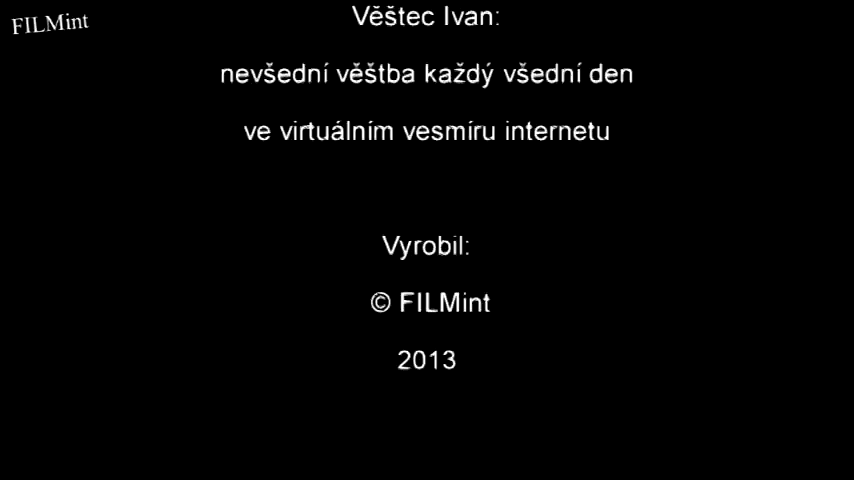 FILMint
Věštec Ivan:
nevšední věštba každý všední den
ve virtuálním vesmíru internetu
Vyrobil:
© FILMint
2013